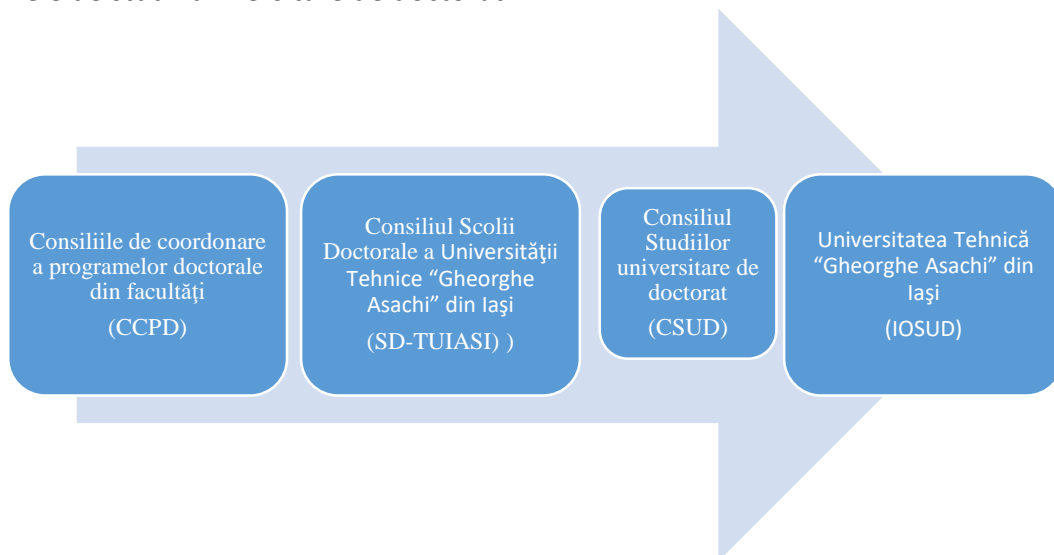 Consiliile de coordonare
a programelor doctorale
din facultăţi
(CCPD)
Consiliul Scolii
Doctorale a Universităţii
Tehnice “Gheorghe
Asachi” din Iaşi
(SD-TUIASI) )
Consiliul
Studiilor
universitare de
doctorat
(CSUD)
Universitatea Tehnică
“Gheorghe Asachi” din
Iaşi
(IOSUD)